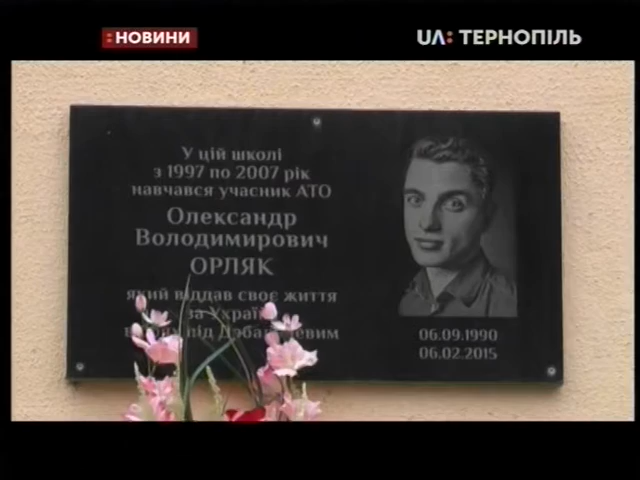 :НОВИНИ
UA: ТЕРНОПІЛЬ
У цій школі
з 1997 по 2007 рік
навчався учасник АТО
Олександр
Володимирович
ОРЛЯК
який віддав своє життя
за
під
06.09.1990
06.02.2015